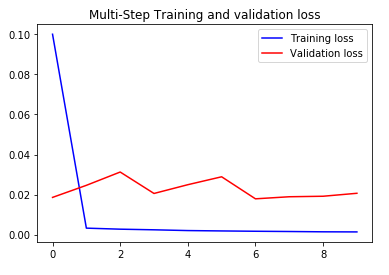 Multi-Step Training and validation loss
Training loss
Validation loss
0.10
0.08
0.06
0.04
0.02
0.00
0 2 4 6 8